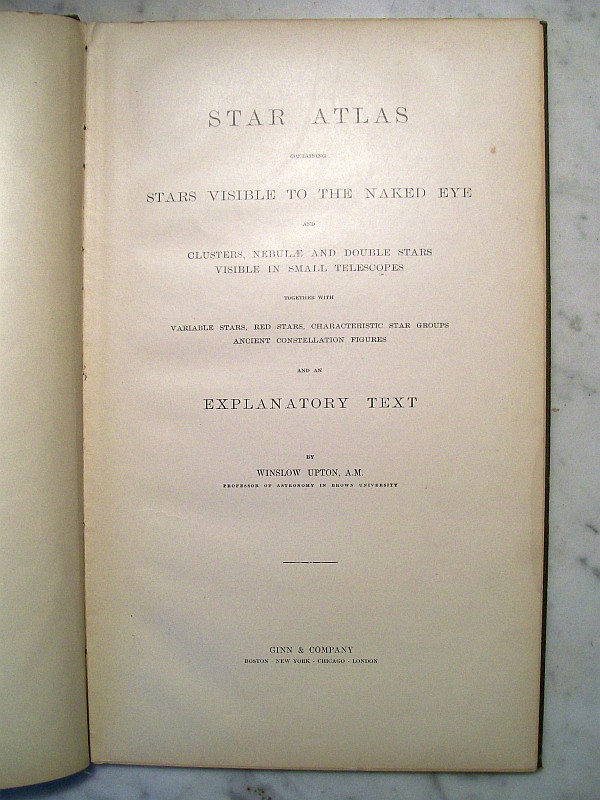 STAR ATLAS
CONTAINING
STARS VISIBLE TO THE NAKED EYE
AND
CLUSTERS, NEBULÆ AND DOUBLE STARS
VISIBLE IN SMALL TELESCOPES
TOGETHER WITH
VARIABLE STARS, RED STARS, CHARACTERISTIC STAR GROUPS
ANCIENT CONSTELLATION FIGURES
AND AN
EXPLANATORY TEXT
BY
WINSLOW UPTON, A.M.
PROFESSOR OF ASTRONOMY IN BROWN UNIVERSITY
GINN & COMPANY
BOSTON · NEW YORK · CHICAGO · LONDON